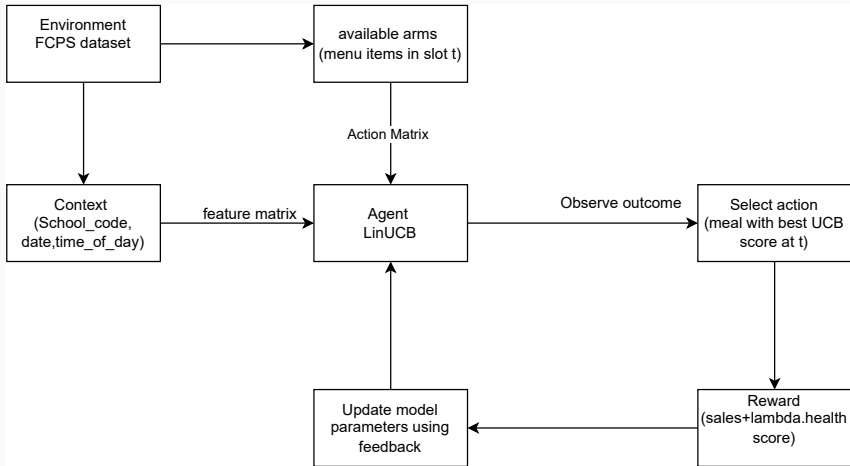 Environment
FCPS dataset
available arms
(menu items in slot t)
Action Matrix
Context
(School_code,
date,time_of_day)
feature matrix
Agent
LinUCB
Observe outcome
Select action
(meal with best UCB
score at t)
Update model
parameters using
feedback
Reward
(sales+lambda.health
score)